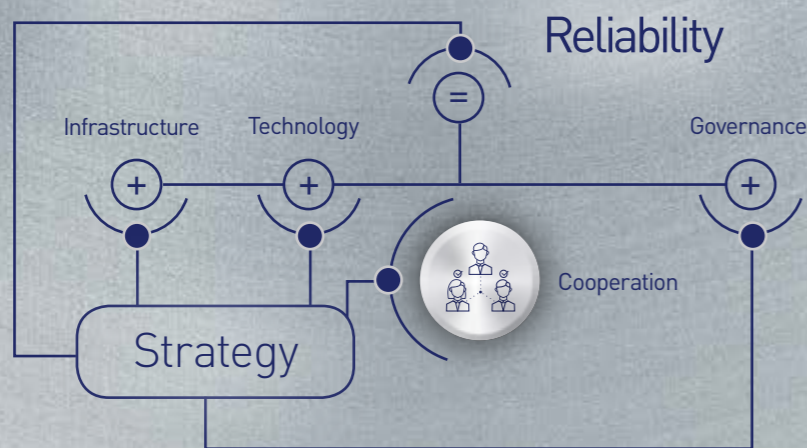 Reliability
=
Infrastructure
Technology
Governance
+
+
+
Cooperation
Strategy